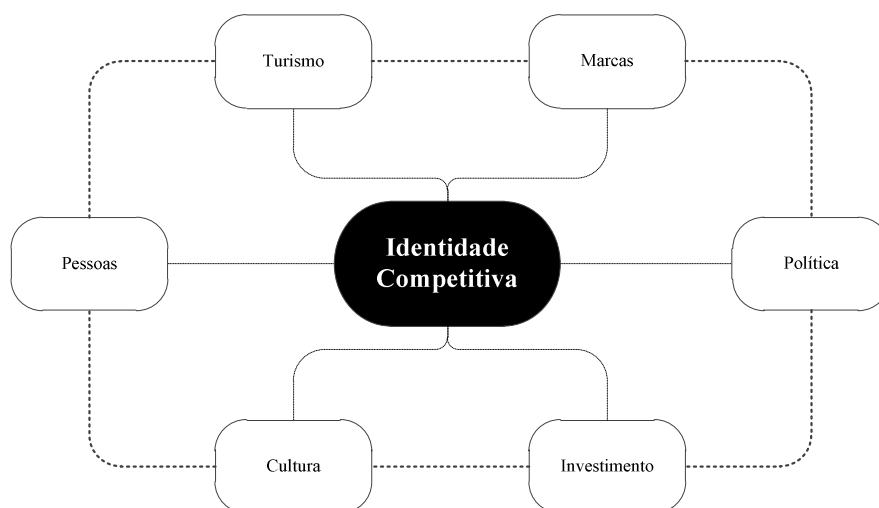 Turismo
Marcas
Identidade
Competitiva
Pessoas
Política
Cultura
Investimento